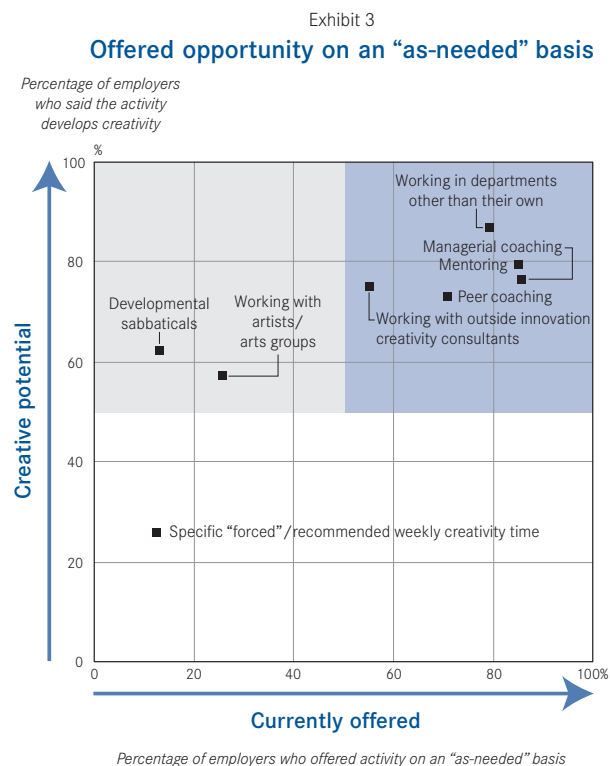 Exhibit 3
Offered opportunity on an “as-needed” basis
Percentage of employers
who said the activity
develops creativity
%
100
80
60
40
20
0
Creative potential
Working in departments
other than their own
Managerial coaching
Mentoring
Peer coaching
Working with outside innovation
creativity consultants
Developmental
sabbaticals
Working with
artists/
arts groups
Specific “forced”/recommended weekly creativity time
0 20 40 60 80 100%
Currently offered
Percentage of employers who offered activity on an “as-needed” basis